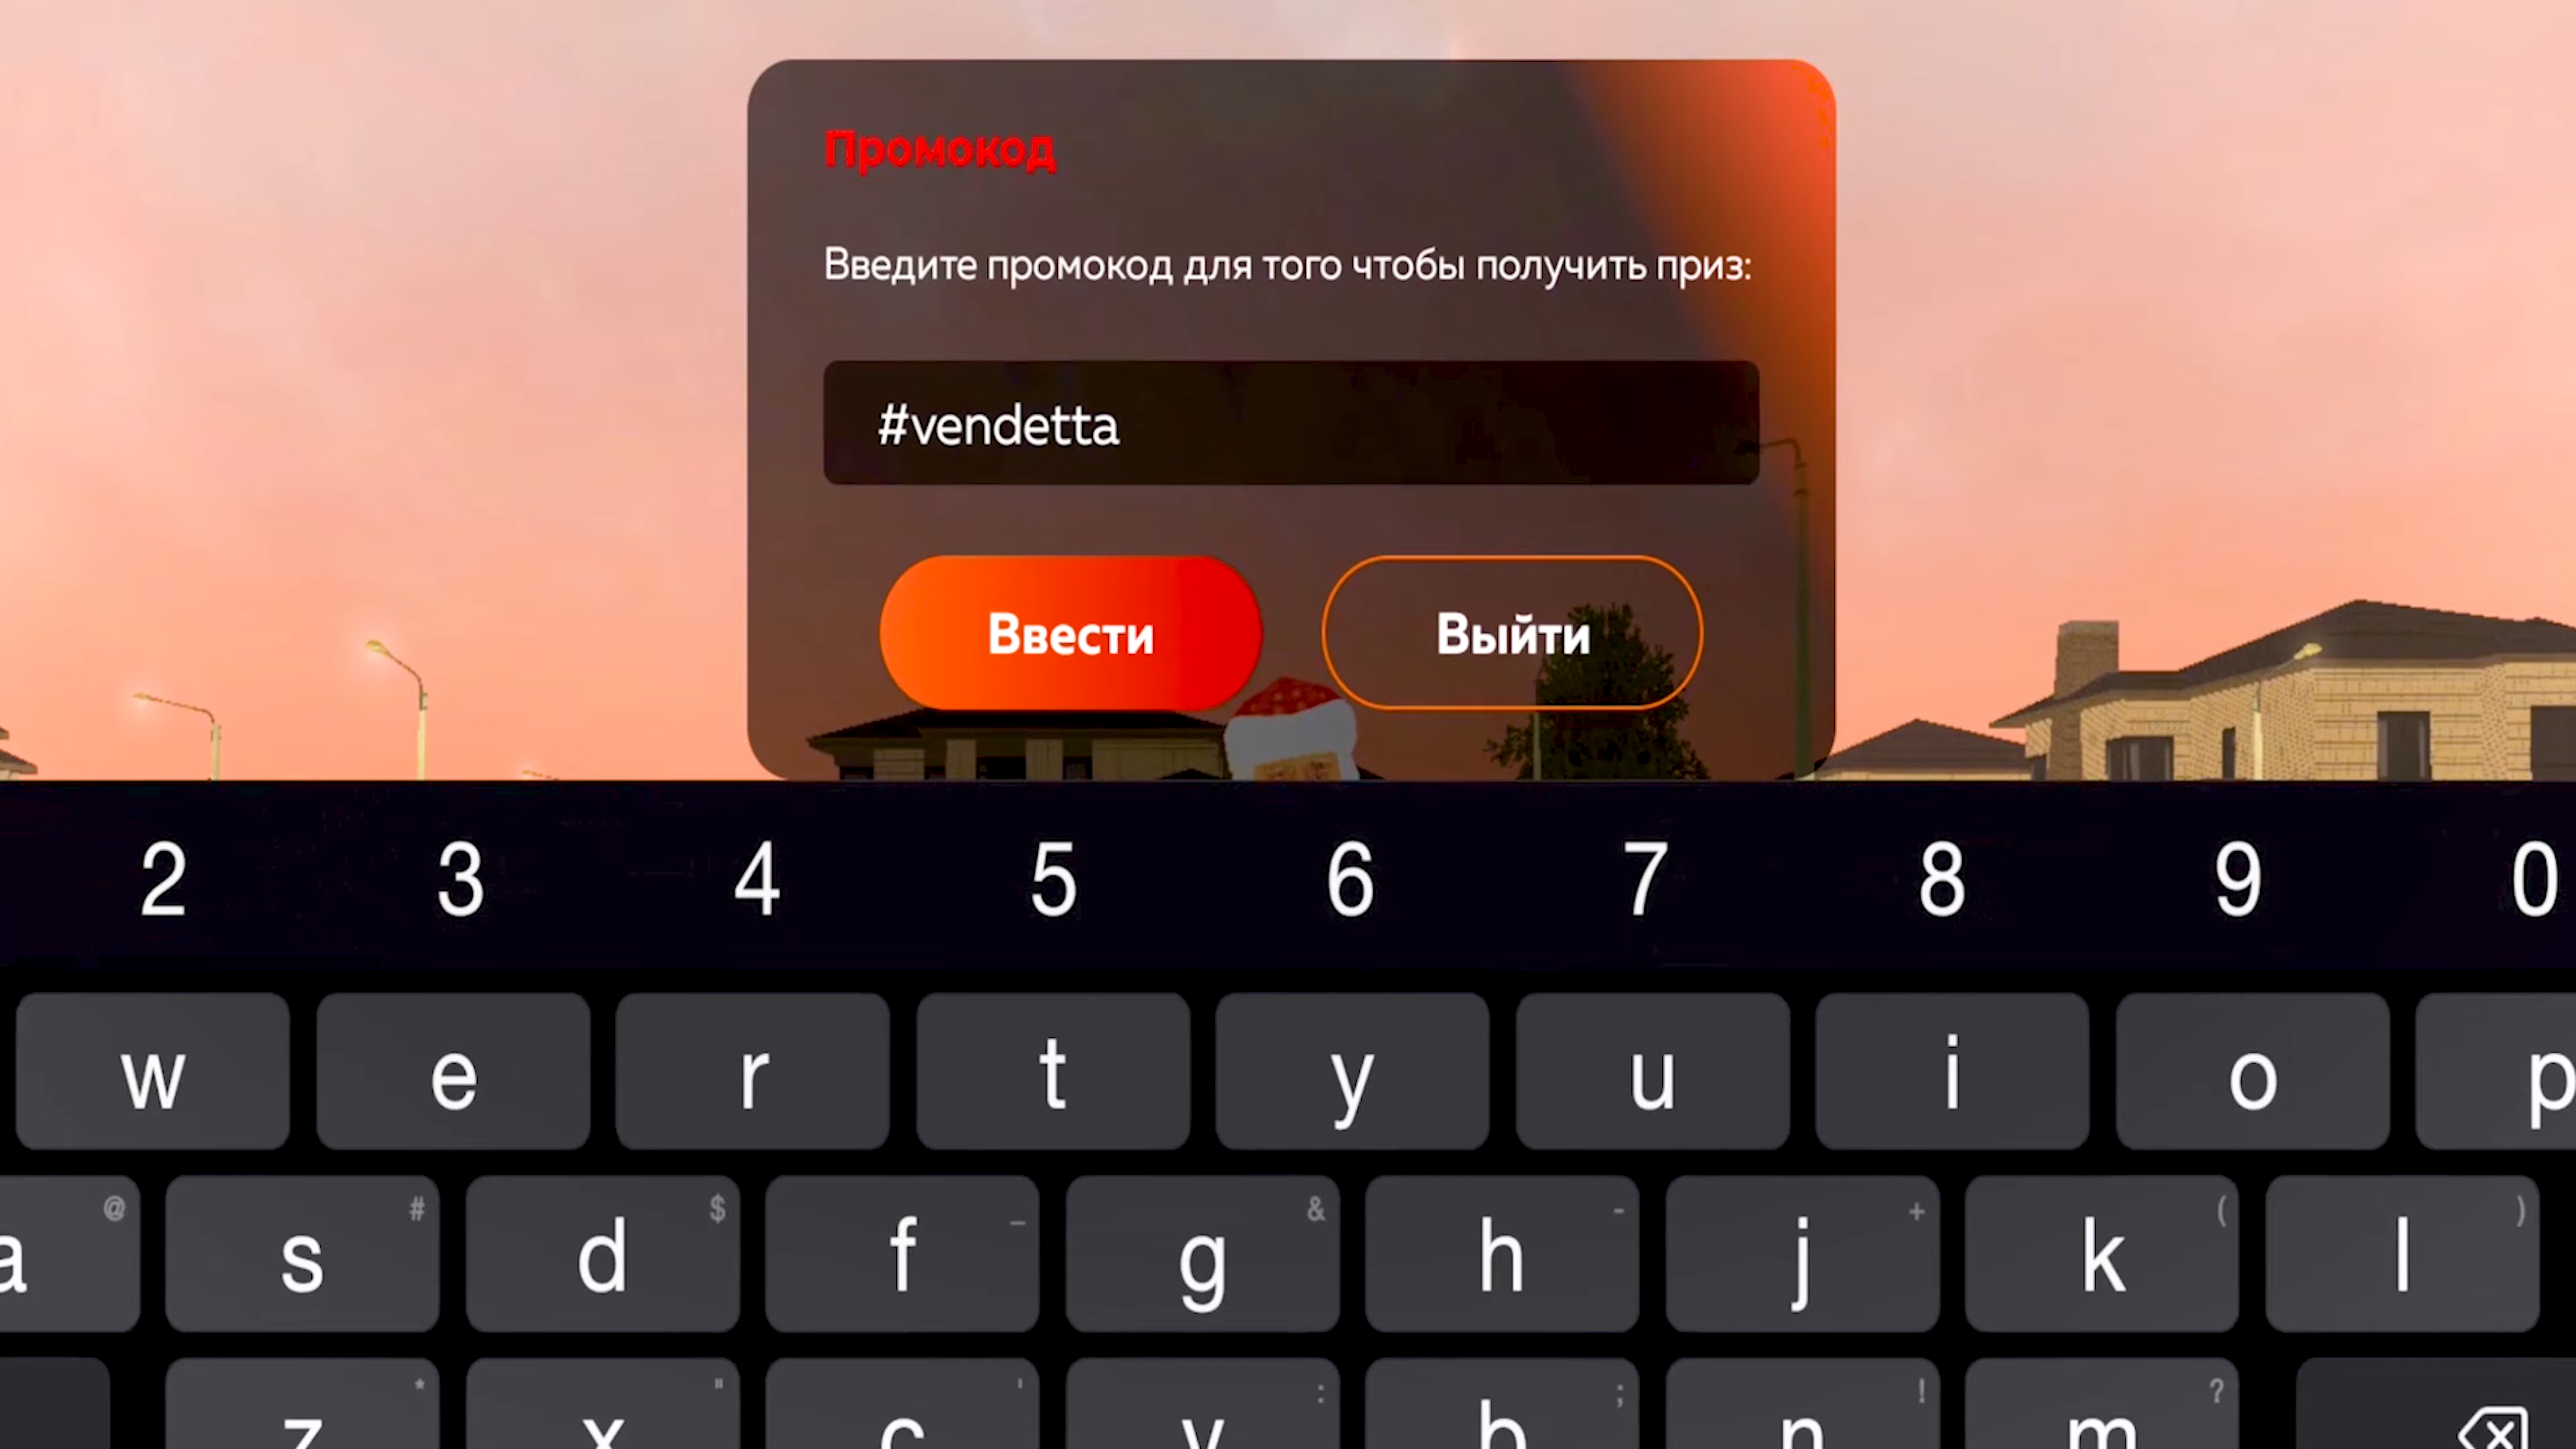 Промокод
Введите промокод для того чтобы получить приз:
#vendetta
Ввести Выйти
2 3 4 5 6 7 8 9 0
w e r t y u i o p
@ # $ _ & - + ( )
a s d f g h j k l
* " ' : ; ! ?
z x c v b n m